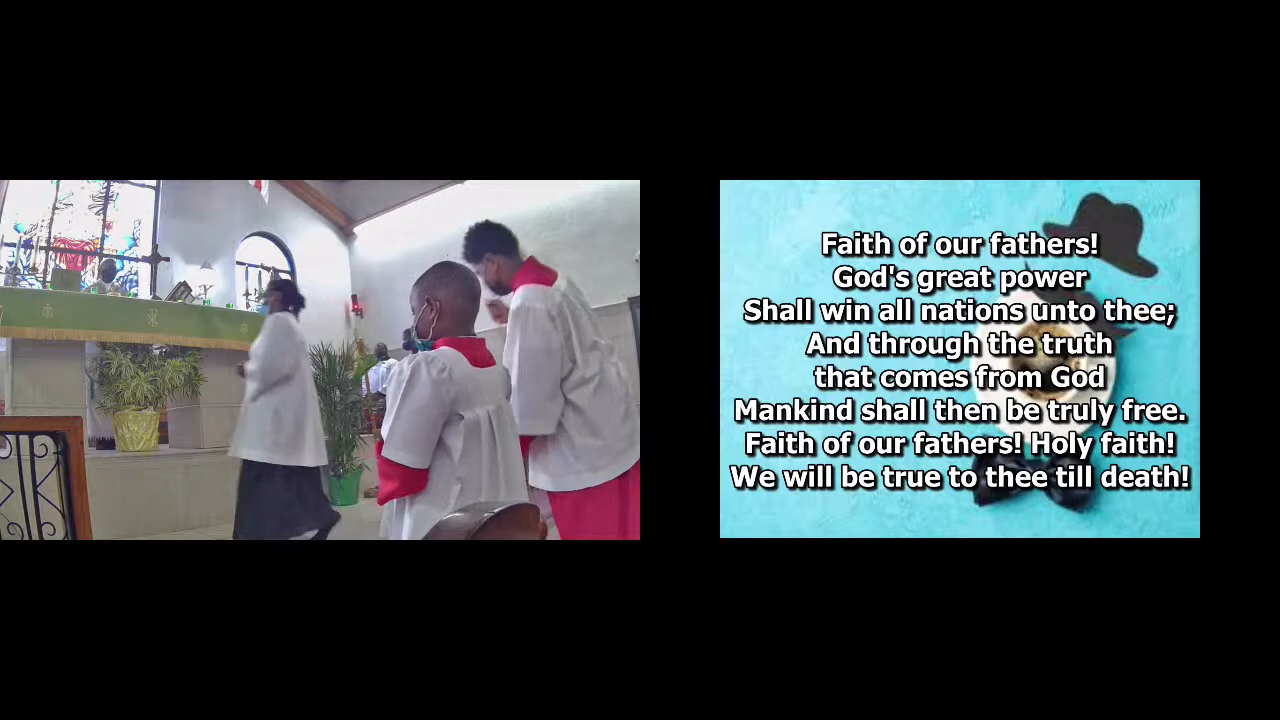 Faith of our fathers!
God's great power
Shall win all nations unto thee;
And through the truth
that comes from God
Mankind shall then be truly free.
Faith of our fathers! Holy faith!
We will be true to thee till death!